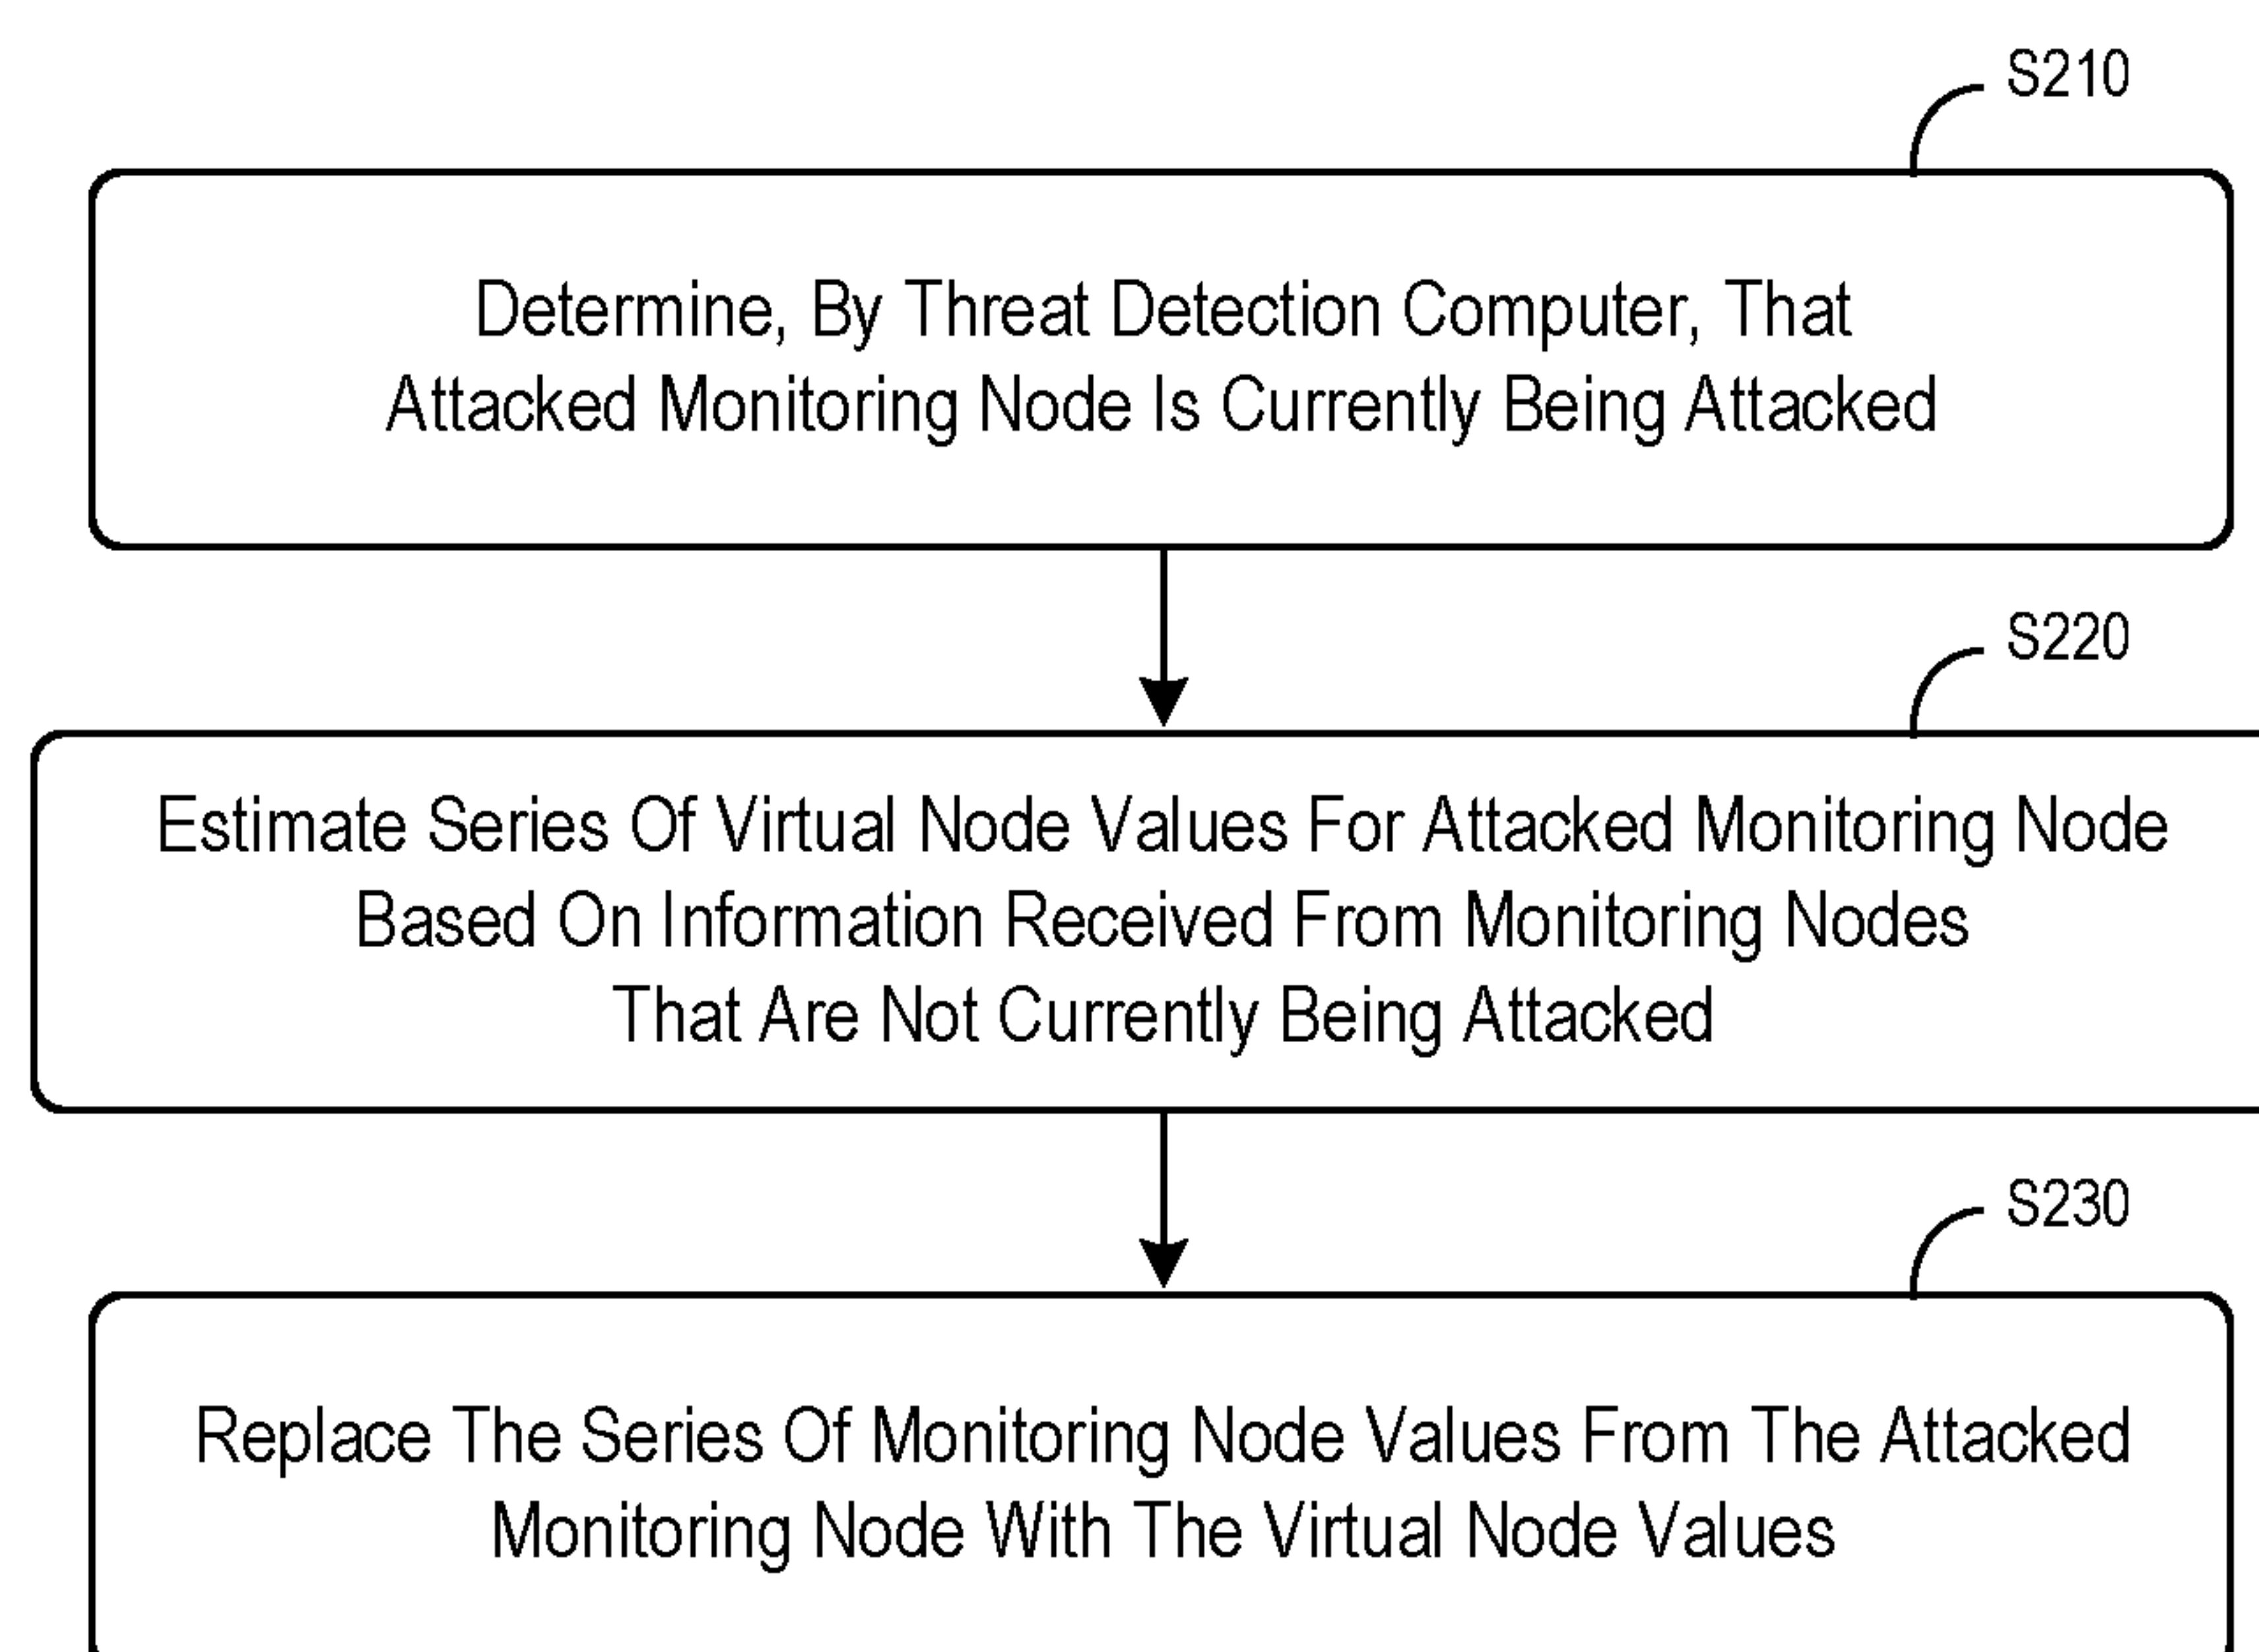 S210
Determine, By Threat Detection Computer, That
Attacked Monitoring Node Is Currently Being Attacked
S220
Estimate Series Of Virtual Node Values For Attacked Monitoring Node
Based On Information Received From Monitoring Nodes
That Are Not Currently Being Attacked
S230
Replace The Series Of Monitoring Node Values From The Attacked
Monitoring Node With The Virtual Node Values